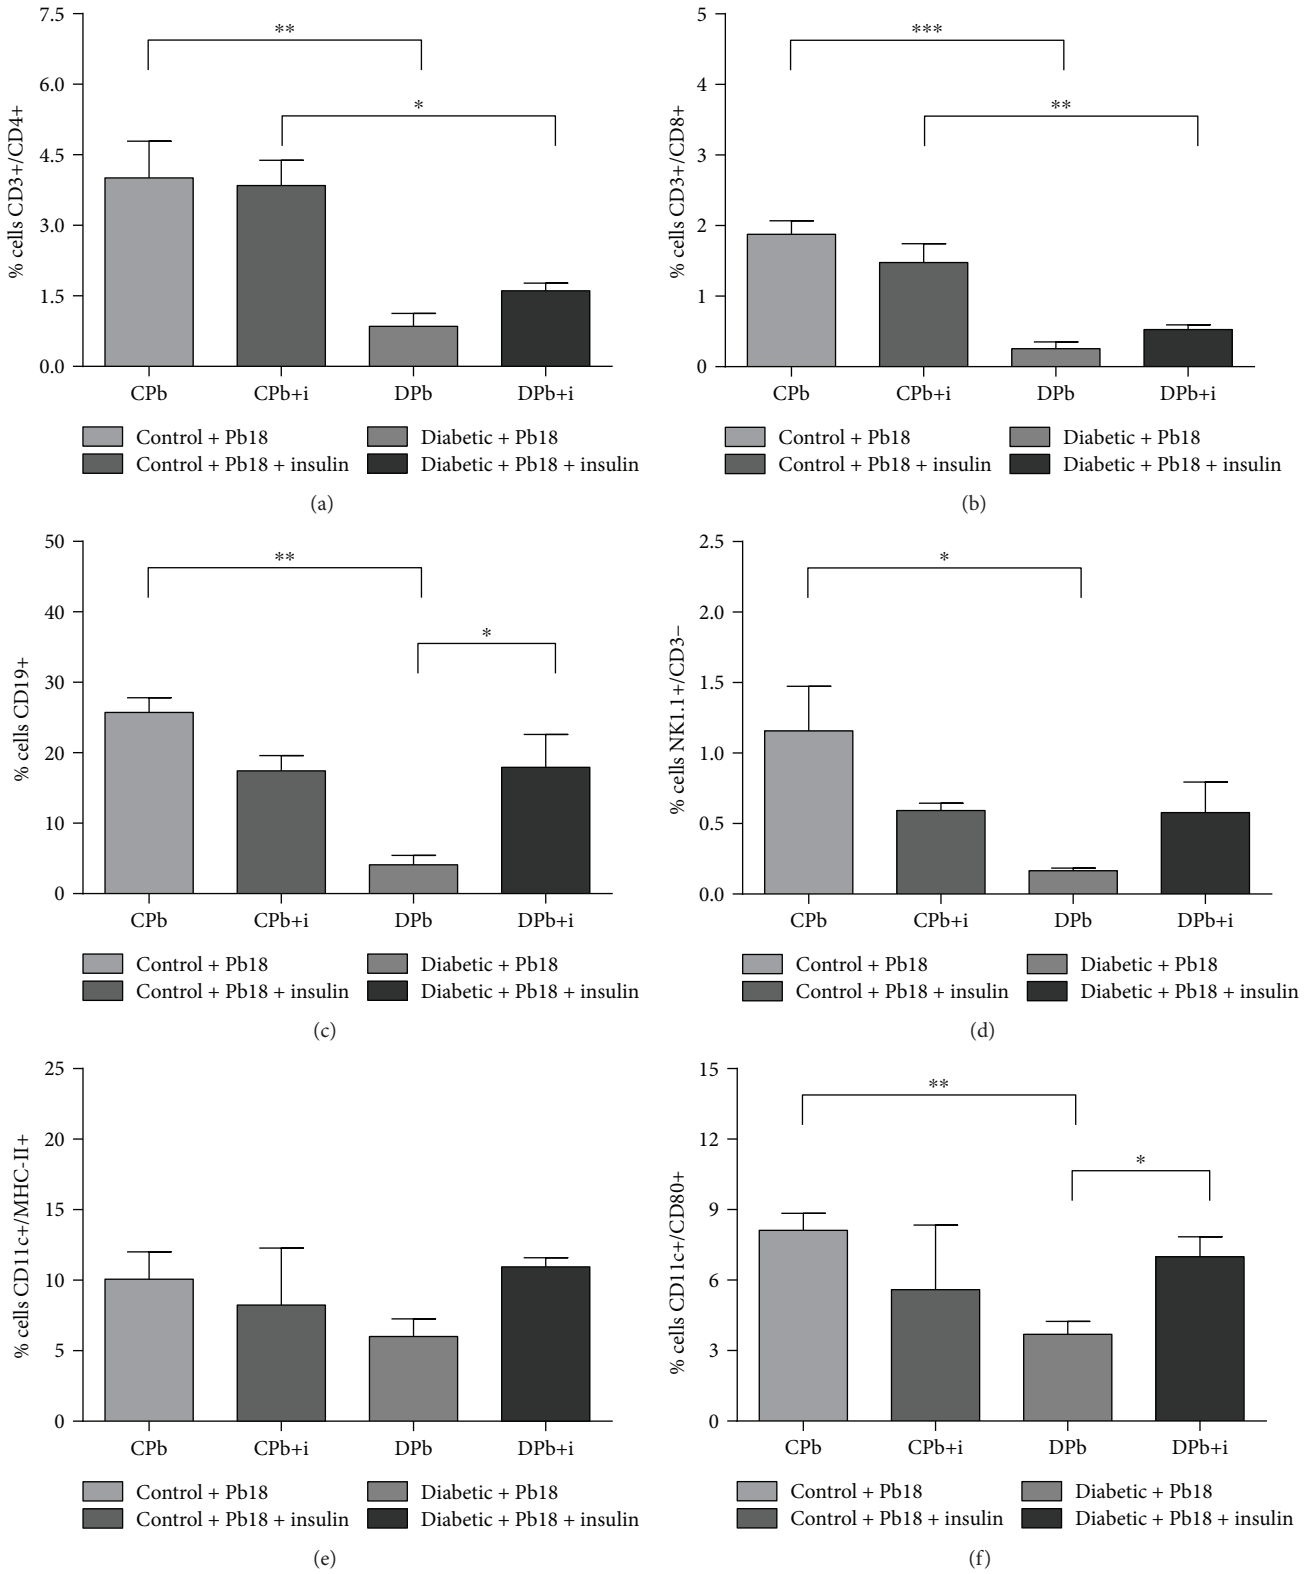 % cells CD3+/CD4+
7.5
6.0
4.5
3.0
1.5
0.0
**
*
CPb
CPb+i
DPb
DPb+i
Control + Pb18
Diabetic + Pb18
Control + Pb18 + insulin
Diabetic + Pb18 + insulin
(a)
% cells CD3+/CD8+
5
4
3
2
1
0
***
**
CPb
CPb+i
DPb
DPb+i
Control + Pb18
Diabetic + Pb18
Control + Pb18 + insulin
Diabetic + Pb18 + insulin
(b)
% cells CD19+
50
40
30
20
10
0
**
*
CPb
CPb+i
DPb
DPb+i
Control + Pb18
Diabetic + Pb18
Control + Pb18 + insulin
Diabetic + Pb18 + insulin
(c)
% cells NK1.1+/CD3−
2.5
2.0
1.5
1.0
0.5
0.0
*
CPb
CPb+i
DPb
DPb+i
Control + Pb18
Diabetic + Pb18
Control + Pb18 + insulin
Diabetic + Pb18 + insulin
(d)
% cells CD11c+/MHC-II+
25
20
15
10
5
0
CPb
CPb+i
DPb
DPb+i
Control + Pb18
Diabetic + Pb18
Control + Pb18 + insulin
Diabetic + Pb18 + insulin
(e)
% cells CD11c+/CD80+
15
12
9
6
3
0
**
*
CPb
CPb+i
DPb
DPb+i
Control + Pb18
Diabetic + Pb18
Control + Pb18 + insulin
Diabetic + Pb18 + insulin
(f)